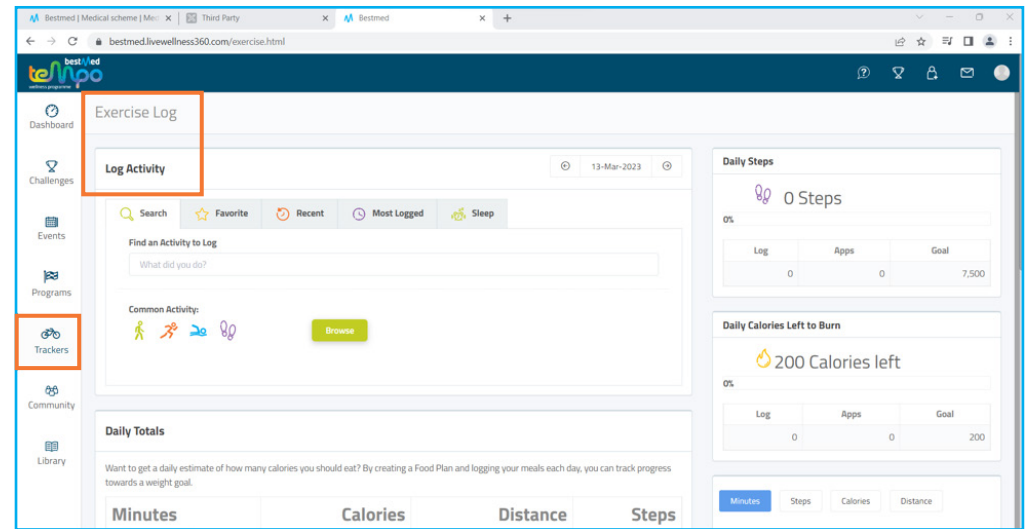 Bestmed | Medical scheme | Med
Third Party
Bestmed
bestmed.livewellness360.com/exercise.html
bestMed
tempo
wellness programme
Dashboard
Challenges
Events
Programs
Trackers
Community
Library
Exercise Log
Log Activity
13-Mar-2023
Search Favorite Recent Most Logged Sleep
Find an Activity to Log
What did you do?
Common Activity:
Browse
Daily Totals
Want to get a daily estimate of how many calories you should eat? By creating a Food Plan and logging your meals each day, you can track progress
towards a weight goal.
Minutes Calories Distance Steps
Daily Steps
0 Steps
0%
Log Apps Goal
0 0 7,500
Daily Calories Left to Burn
200 Calories left
0%
Log Apps Goal
0 0 200
Minutes Steps Calories Distance